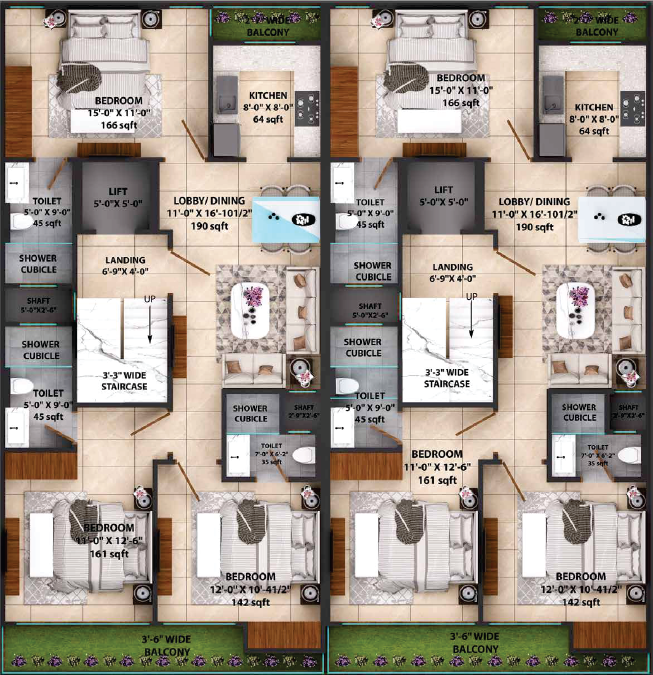 2'-0" WIDE
BALCONY
BEDROOM
15'-0" X 11'-0"
166 sqft
KITCHEN
8'-0" X 8'-0"
64 sqft
TOILET
5'-0" X 9'-0"
45 sqft
LIFT
5'-0"X 5'-0"
LOBBY/ DINING
11'-0" X 16'-101/2"
190 sqft
SHOWER
CUBICLE
LANDING
6'-9"X 4'-0"
SHAFT
5'-0"X2'-6"
UP
SHOWER
CUBICLE
3'-3" WIDE
STAIRCASE
TOILET
5'-0" X 9'-0"
45 sqft
SHOWER
CUBICLE
SHAFT
2'-9"X2'-6"
TOILET
7'-0" X 6'-2"
35 sqft
BEDROOM
11'-0" X 12'-6"
161 sqft
BEDROOM
12'-0" X 10'-41/2"
142 sqft
3'-6" WIDE
BALCONY
WIDE
BALCONY
BEDROOM
15'-0" X 11'-0"
166 sqft
KITCHEN
8'-0" X 8'-0"
64 sqft
TOILET
5'-0" X 9'-0"
45 sqft
LIFT
5'-0"X 5'-0"
LOBBY/ DINING
11'-0" X 16'-101/2"
190 sqft
SHOWER
CUBICLE
LANDING
6'-9"X 4'-0"
SHAFT
5'-0"X2'-6"
UP
SHOWER
CUBICLE
3'-3" WIDE
STAIRCASE
TOILET
5'-0" X 9'-0"
45 sqft
SHOWER
CUBICLE
SHAFT
TOILET
7'-0" X 6'-2"
35 sqft
BEDROOM
11'-0" X 12'-6"
161 sqft
BEDROOM
12'-0" X 10'-41/2"
142 sqft
3'-6" WIDE
BALCONY